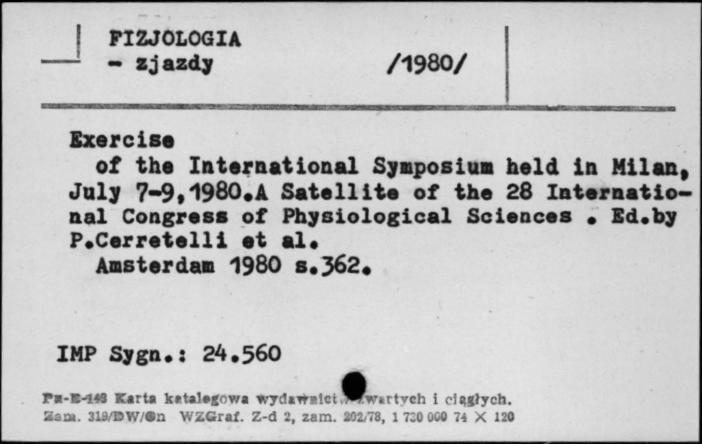 FIZJOLOGIA
- zjazdy /1980/
Exercise
of the International Symposium held in Milan,
July 7-9,1980.A Satellite of the 28 Internatio-
nal Congress of Physiological Sciences . Ed.by
P.Cerretelli et al.
Amsterdam 1980 s.362.
IMP Sygn.: 24.560
Karta katalogowa wydawnictw zwartych i ciągłych.
Zam. 319/DW/Gn WZGraf. Z-d 2, zam. 202/78, 1 730 000 74 X 120